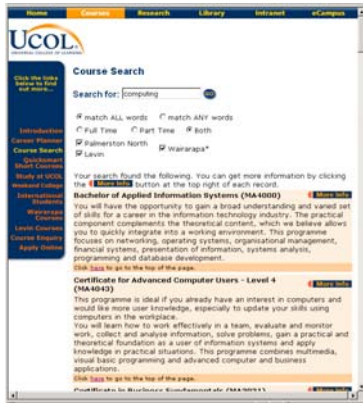 Home Courses Research Library Intranet eCampus
UCOL
UNIVERSAL COLLEGE OF LEARNING
Click the links
below to find
out more...
Introduction
Career Planner
Course Search
Quicksmart
Short Courses
Study at UCOL
Weekend College
International
Students
Wairarapa
Courses
Levin Courses
Course Enquiry
Apply Online
Course Search
Search for: computing GO
match ALL words match ANY words
Full Time Part Time Both
Palmerston North Wairarapa*
Levin
Your search found the following. You can get more information by clicking
the More Info button at the top right of each record.
Bachelor of Applied Information Systems (MA4000) More Info
You will have the opportunity to gain a broad understanding and varied set
of skills for a career in the information technology industry. The practical
component complements the theoretical content, which we believe allows
you to quickly integrate into a working environment. This programme
focuses on networking, operating systems, organisational management,
financial systems, presentation of information, systems analysis,
programming and database development.
Click here to go to the top of the page.
Certificate for Advanced Computer Users - Level 4
(MA4043) More Info
This programme is ideal if you already have an interest in computers and
would like more user knowledge, especially to update your skills using
computers in the workplace.
You will learn how to work effectively in a team, evaluate and monitor
work, collect and analyse information, solve problems, gain a practical and
theoretical foundation as a user of information systems and apply
knowledge in practical situations. This programme combines multimedia,
visual basic programming and advanced computer and business
applications.
Click here to go to the top of the page.
Certificate in Business Fundamentals (MA3031)